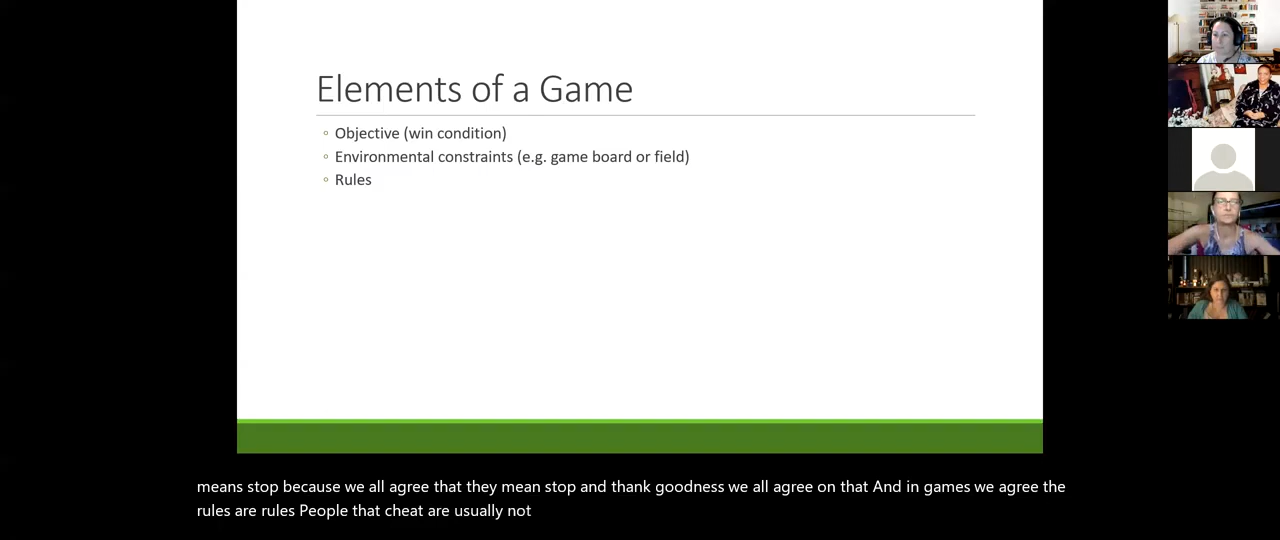 Elements of a Game
Objective (win condition)
Environmental constraints (e.g. game board or field)
Rules
means stop because we all agree that they mean stop and thank goodness we all agree on that And in games we agree the
rules are rules People that cheat are usually not